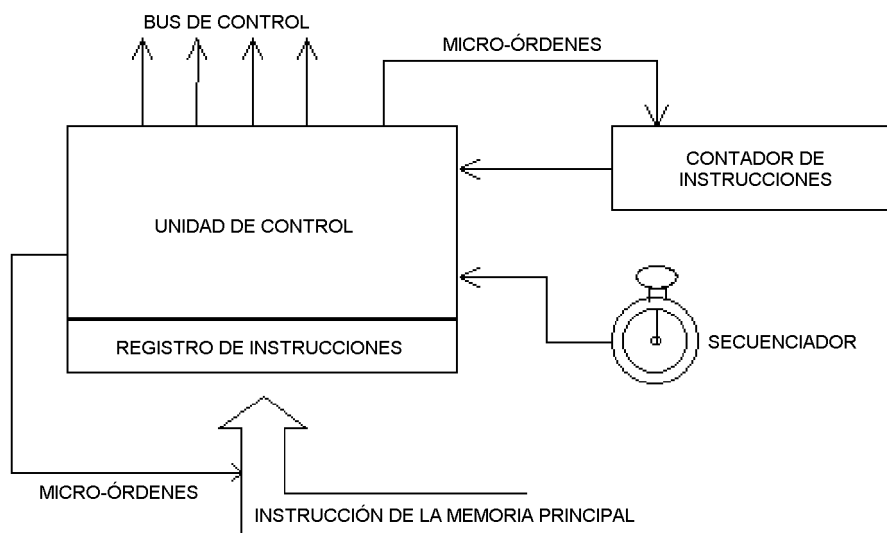 BUS DE CONTROL
MICRO-ÓRDENES
CONTADOR DE
INSTRUCCIONES
UNIDAD DE CONTROL
SECUENCIADOR
REGISTRO DE INSTRUCCIONES
MICRO-ÓRDENES
INSTRUCCIÓN DE LA MEMORIA PRINCIPAL